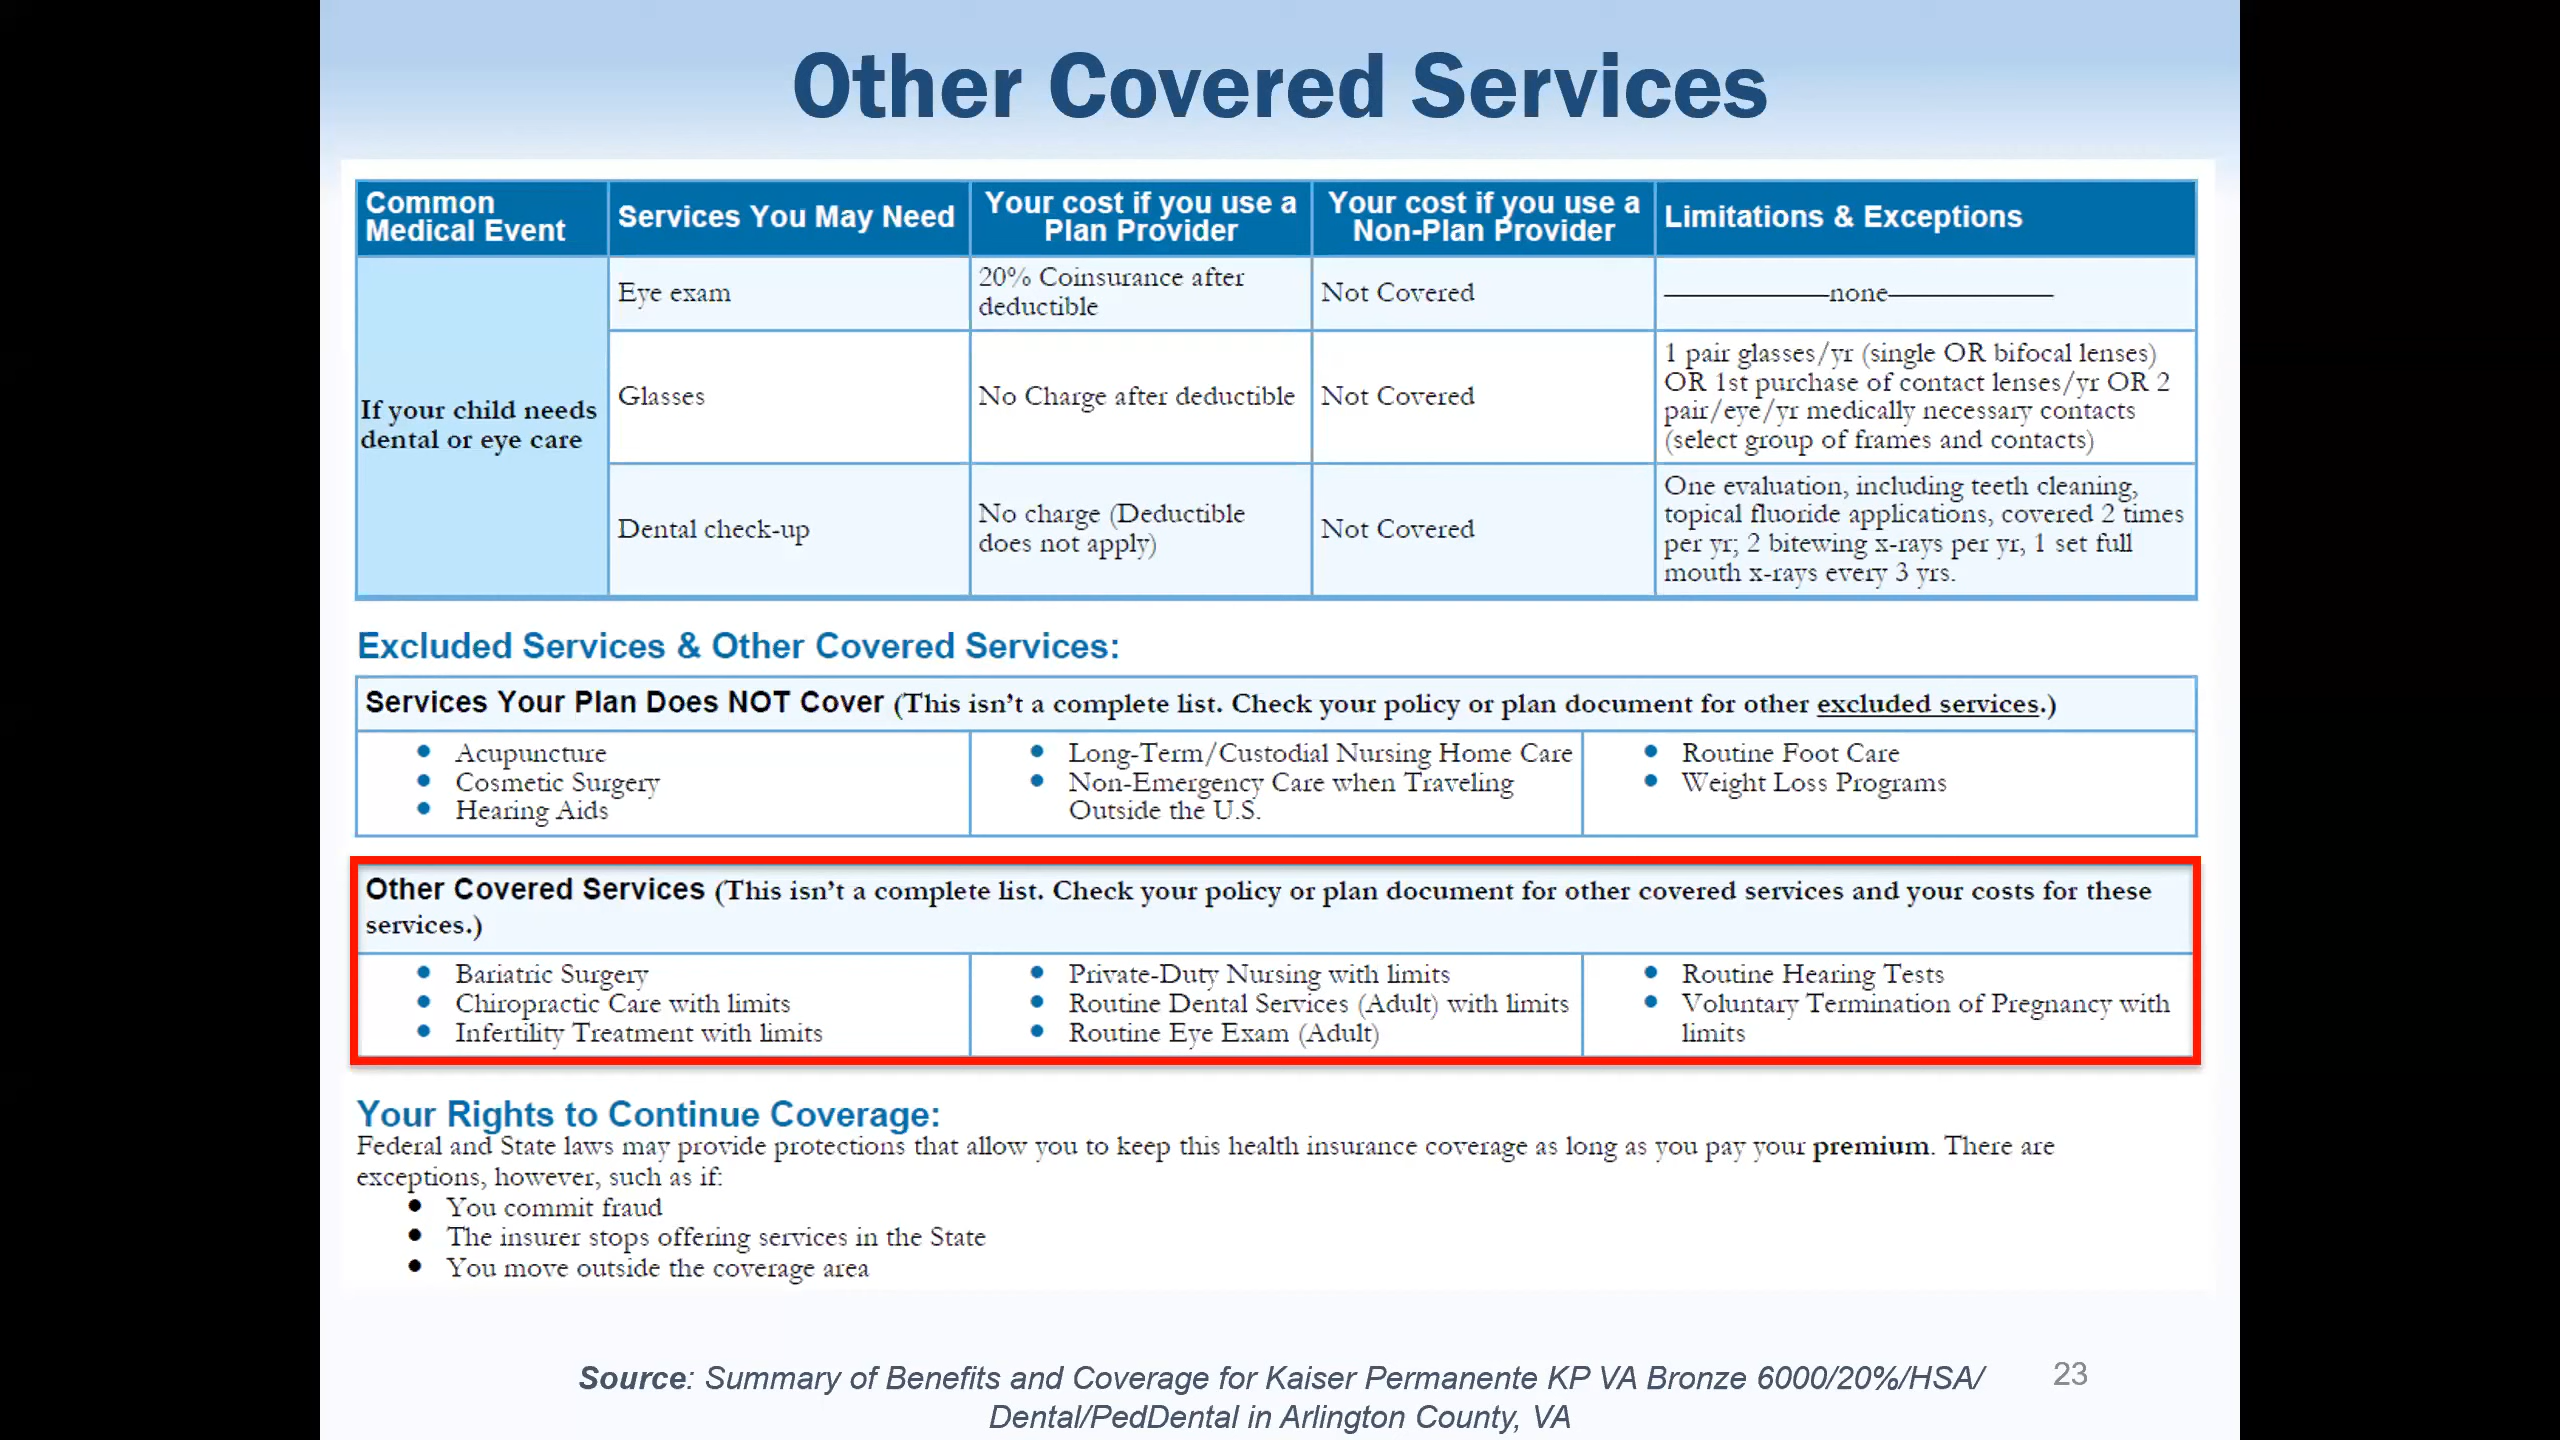 Other Covered Services
Common
Medical Event
Services You May Need
Your cost if you use a
Plan Provider
Your cost if you use a
Non-Plan Provider
Limitations & Exceptions
If your child needs
dental or eye care
Eye exam
20% Coinsurance after
deductible
Not Covered
none
Glasses
No Charge after deductible
Not Covered
1 pair glasses/yr (single OR bifocal lenses)
OR 1st purchase of contact lenses/yr OR 2
pair/eye/yr medically necessary contacts
(select group of frames and contacts)
Dental check-up
No charge (Deductible
does not apply)
Not Covered
One evaluation, including teeth cleaning,
topical fluoride applications, covered 2 times
per yr; 2 bitewing x-rays per yr, 1 set full
mouth x-rays every 3 yrs.
Excluded Services & Other Covered Services:
Services Your Plan Does NOT Cover (This isn't a complete list. Check your policy or plan document for other excluded services.)
• Acupuncture
• Cosmetic Surgery
• Hearing Aids
• Long-Term/Custodial Nursing Home Care
• Non-Emergency Care when Traveling
Outside the U.S.
• Routine Foot Care
• Weight Loss Programs
Other Covered Services (This isn't a complete list. Check your policy or plan document for other covered services and your costs for these
services.)
• Bariatric Surgery
• Chiropractic Care with limits
• Infertility Treatment with limits
• Private-Duty Nursing with limits
• Routine Dental Services (Adult) with limits
• Routine Eye Exam (Adult)
• Routine Hearing Tests
• Voluntary Termination of Pregnancy with
limits
Your Rights to Continue Coverage:
Federal and State laws may provide protections that allow you to keep this health insurance coverage as long as you pay your premium. There are
exceptions, however, such as if:
• You commit fraud
• The insurer stops offering services in the State
• You move outside the coverage area
Source: Summary of Benefits and Coverage for Kaiser Permanente KP VA Bronze 6000/20%/HSA/
Dental/PedDental in Arlington County, VA
23